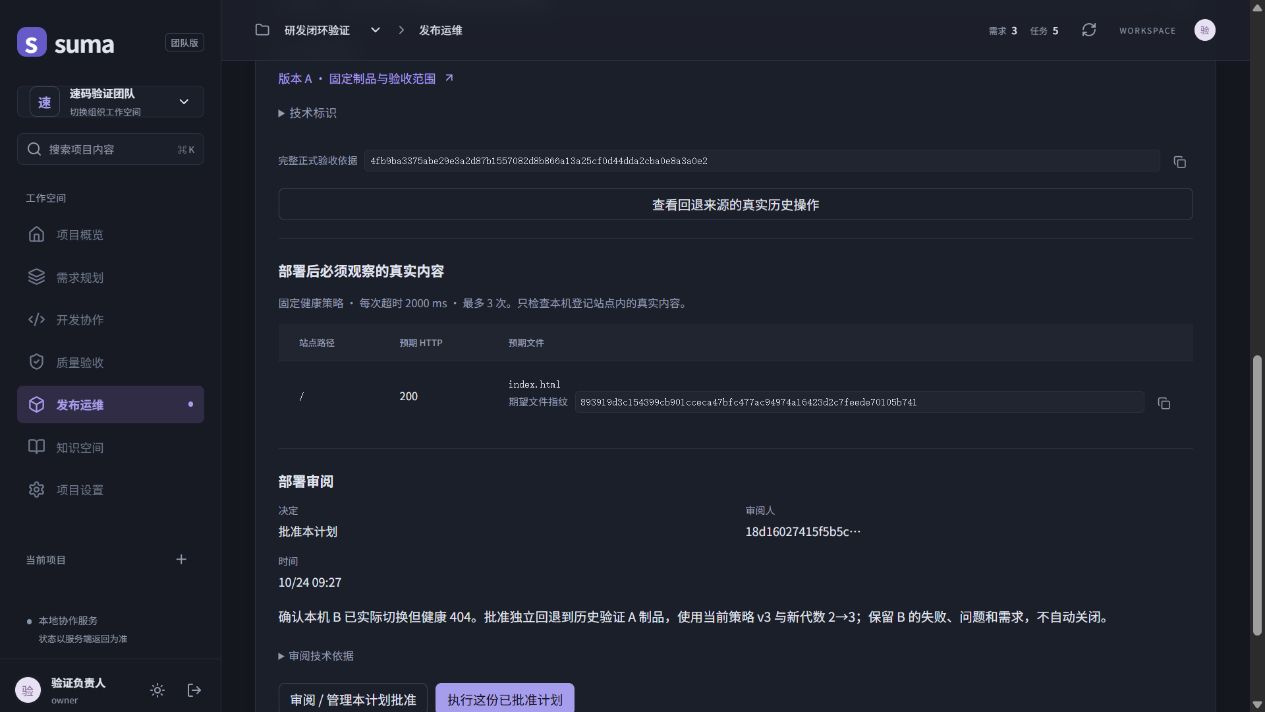 suma
团队版
速
速码验证团队
切换组织工作空间
搜索项目内容
⌘K
工作空间
项目概览
需求规划
开发协作
质量验收
发布运维
知识空间
项目设置
当前项目
本地协作服务
状态以服务端返回为准
验
验证负责人
owner
研发闭环验证
发布运维
需求 3 任务 5
WORKSPACE
验
版本 A · 固定制品与验收范围
技术标识
完整正式验收依据
4fb9ba3375abe29e3a2d87b1557082d8b866a13a25cf0d44dda2cba0e8a3a0e2
查看回退来源的真实历史操作
部署后必须观察的真实内容
固定健康策略 · 每次超时 2000 ms · 最多 3 次。只检查本机登记站点内的真实内容。
站点路径 预期 HTTP 预期文件
/ 200
index.html
期望文件指纹
893919d3c154399cb901cceca47bfc477ac94974a16423d2c7feede70105b741
部署审阅
决定 审阅人
批准本计划 18d16027415f5b5c…
时间
10/24 09:27
确认本机 B 已实际切换但健康 404。批准独立回退到历史验证 A 制品，使用当前策略 v3 与新代数 2→3；保留 B 的失败、问题和需求，不自动关闭。
审阅技术依据
审阅 / 管理本计划批准
执行这份已批准计划